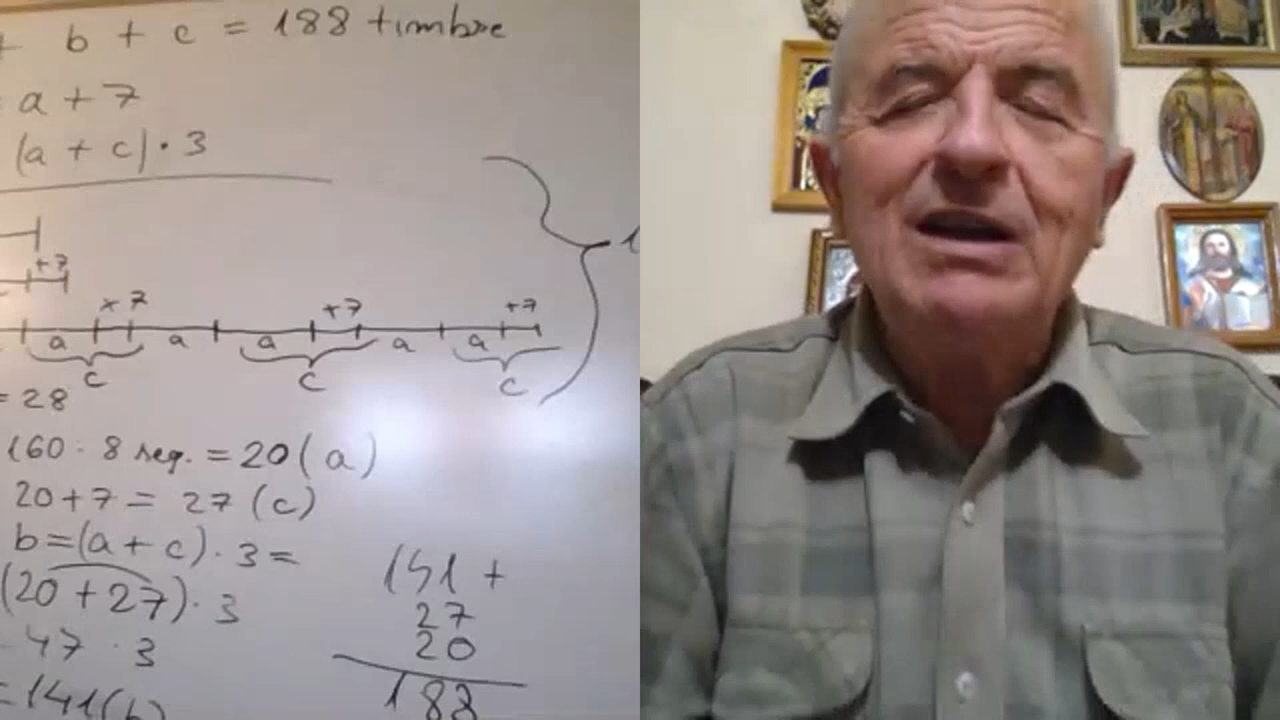 + b + c = 188 timbre
= a + 7
(a + c) · 3
+7
+7 +7 +7
a a a a a
c c c
= 28
160 : 8 seg. = 20 (a)
20 + 7 = 27 (c)
b = (a + c) · 3 =
(20 + 27) · 3
47 · 3
= 141 (b)
141 +
27
20
188